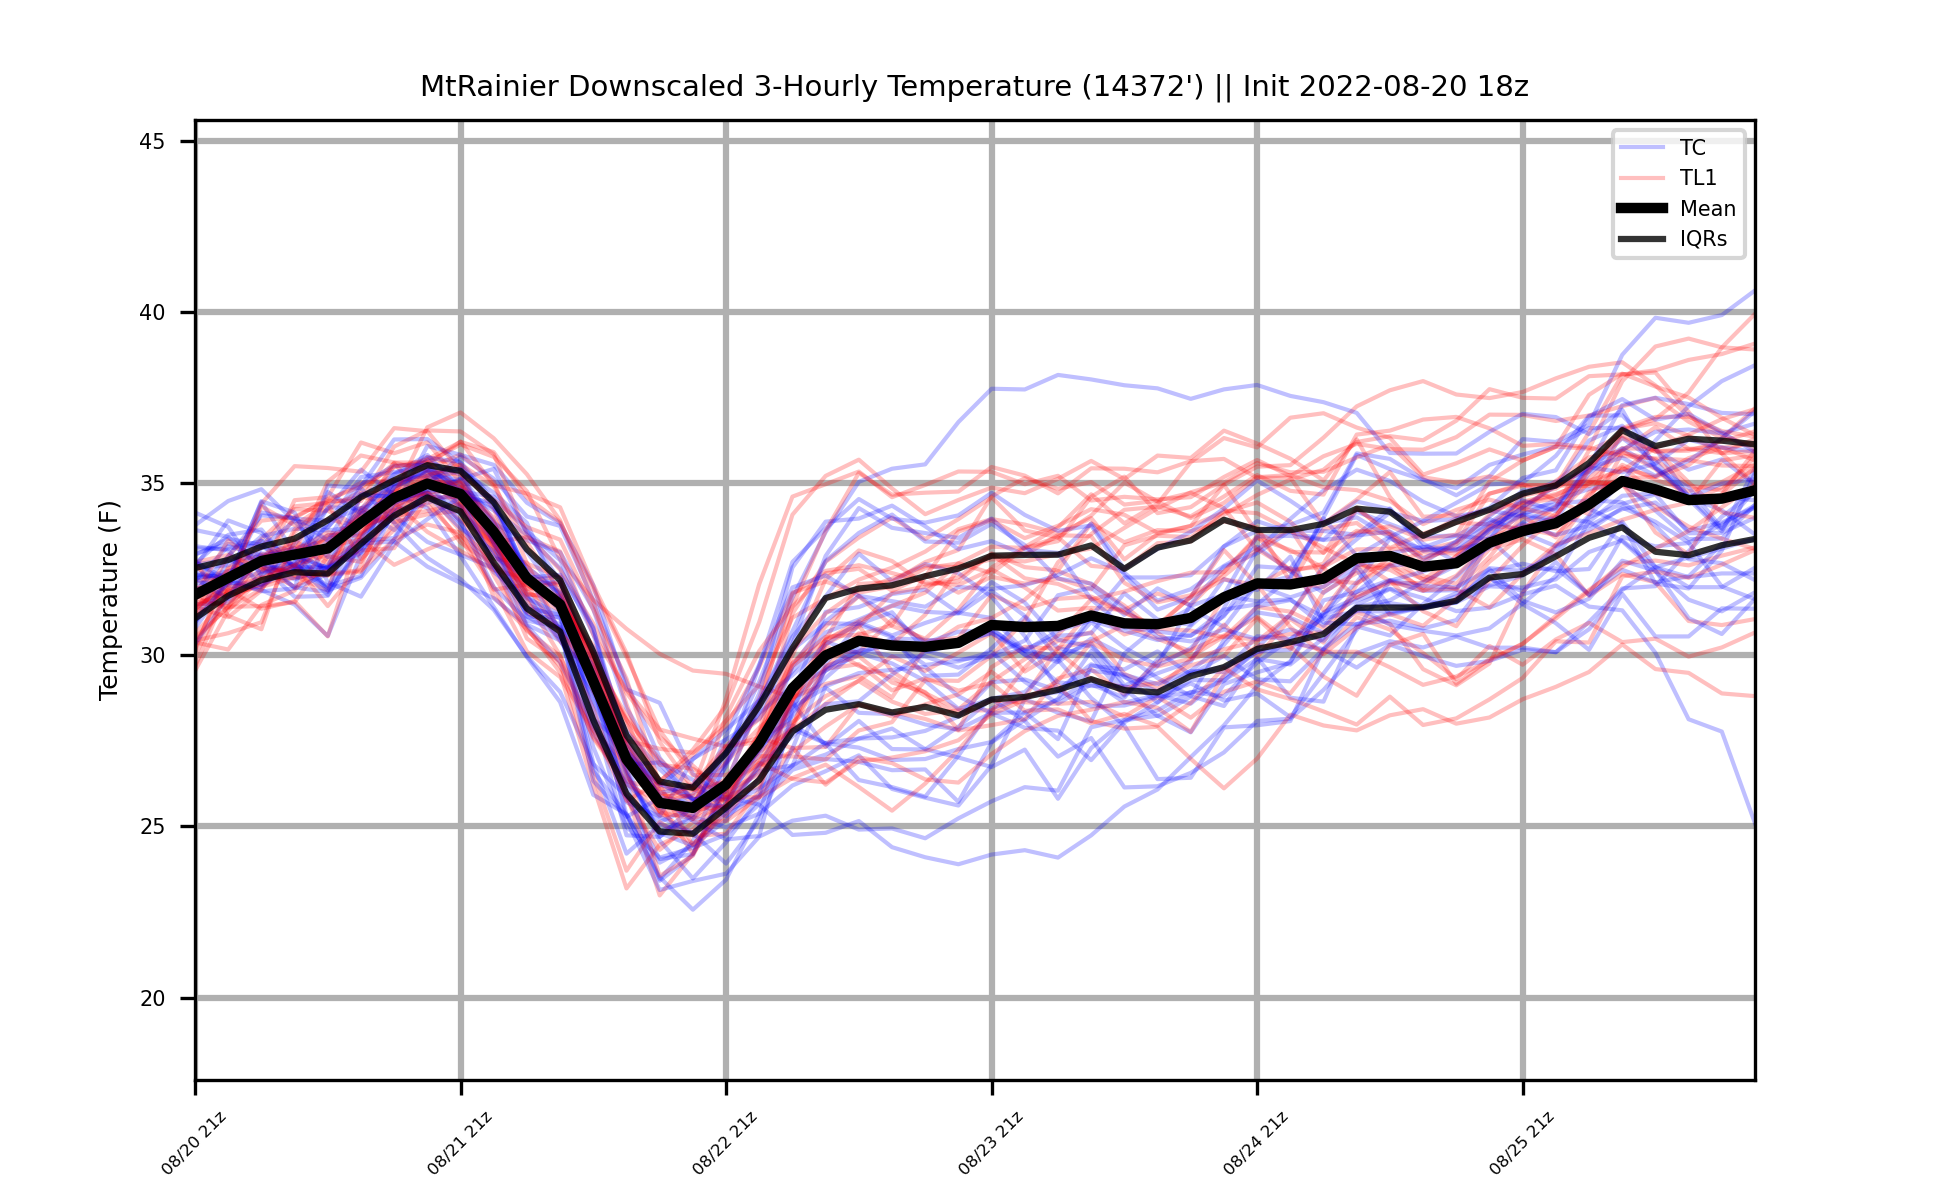 MtRainier Downscaled 3-Hourly Temperature (14372') || Init 2022-08-20 18z
TC
TL1
Mean
IQRs
Temperature (F)
45
40
35
30
25
20
08/20 21z
08/21 21z
08/22 21z
08/23 21z
08/24 21z
08/25 21z